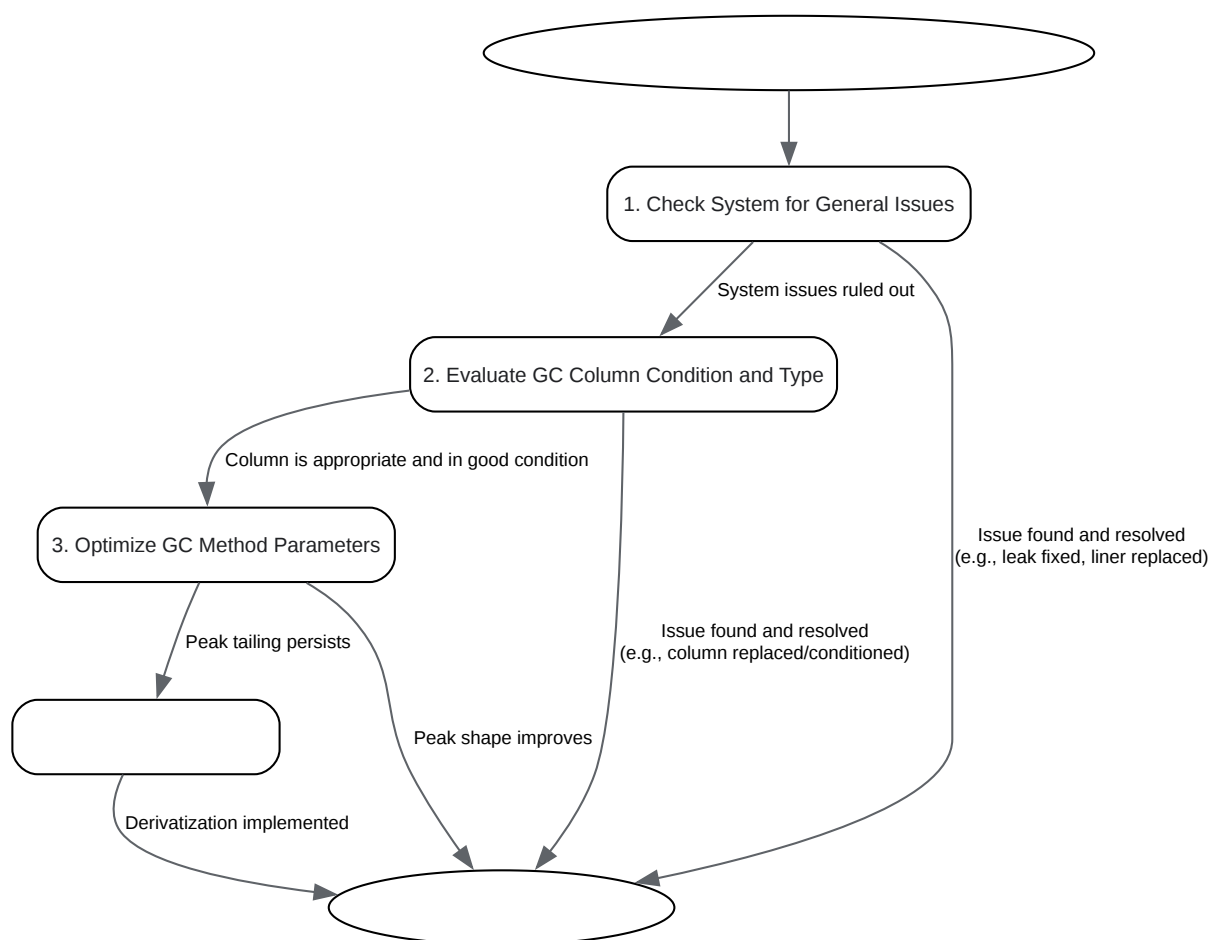 1. Check System for General Issues
System issues ruled out
2. Evaluate GC Column Condition and Type
Column is appropriate and in good condition
3. Optimize GC Method Parameters
Issue found and resolved
(e.g., leak fixed, liner replaced)
Peak tailing persists
Issue found and resolved
(e.g., column replaced/conditioned)
Peak shape improves
Derivatization implemented